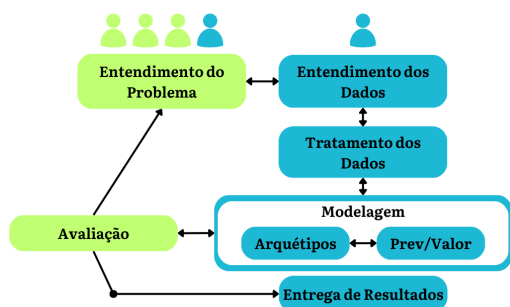 Entendimento do
Problema
Entendimento dos
Dados
Tratamento dos
Dados
Modelagem
Avaliação
Arquétipos
Prev/Valor
Entrega de Resultados